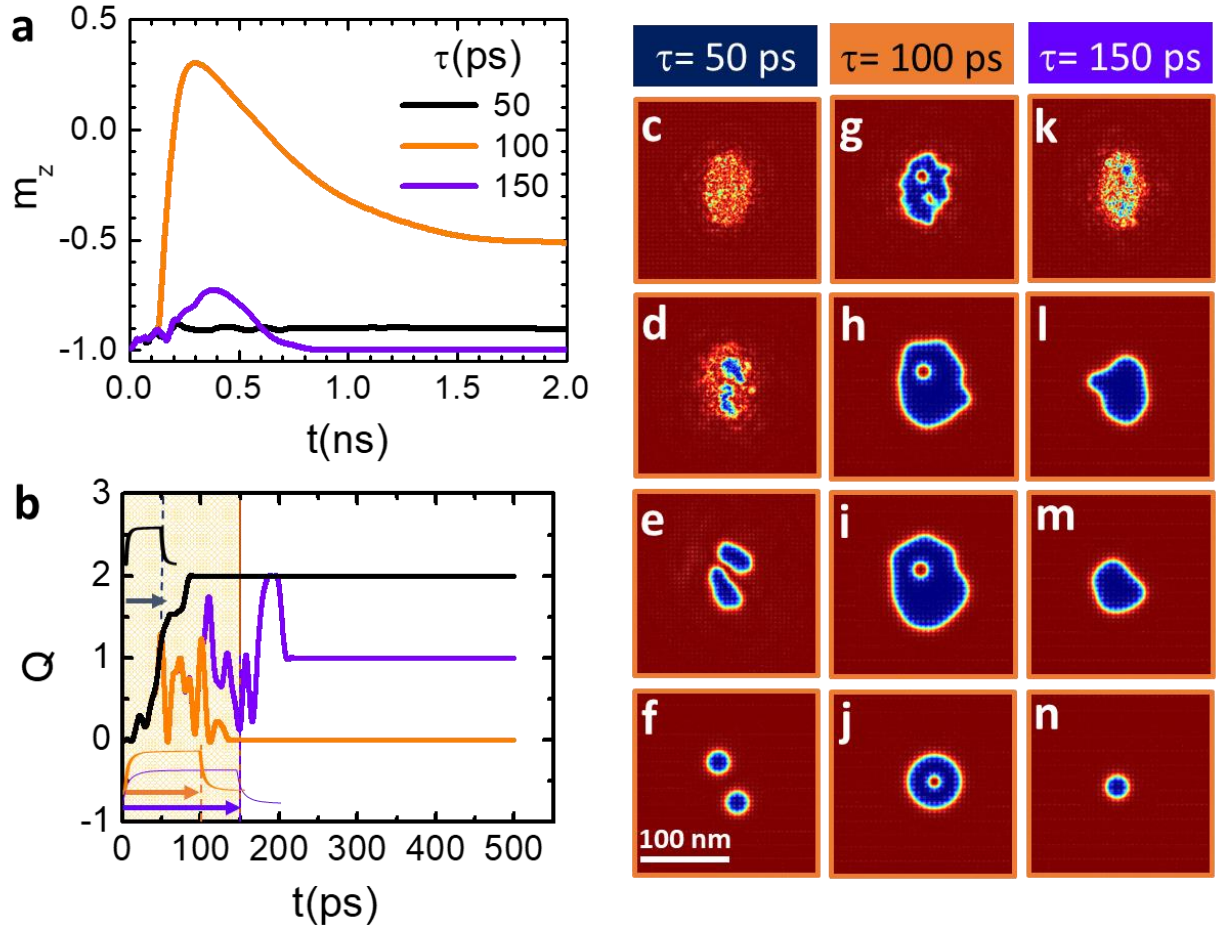 a
0.5
0.0
-0.5
-1.0
m_z
τ(ps)
50
100
150
0.0 0.5 1.0 1.5 2.0
t(ns)
b
3
2
1
0
-1
Q
0 100 200 300 400 500
t(ps)
τ= 50 ps τ= 100 ps τ= 150 ps
c g k
d h l
e i m
f j n
100 nm